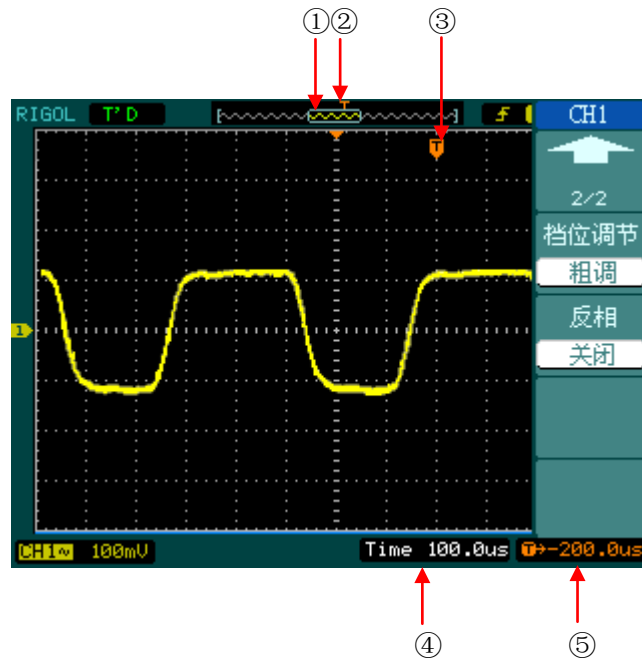 ①② ③
RIGOL T'D CH1
T
T
2/2
档位调节
粗调
反相
关闭
1
CH1~ 100mV Time 100.0us T→-200.0us
④ ⑤